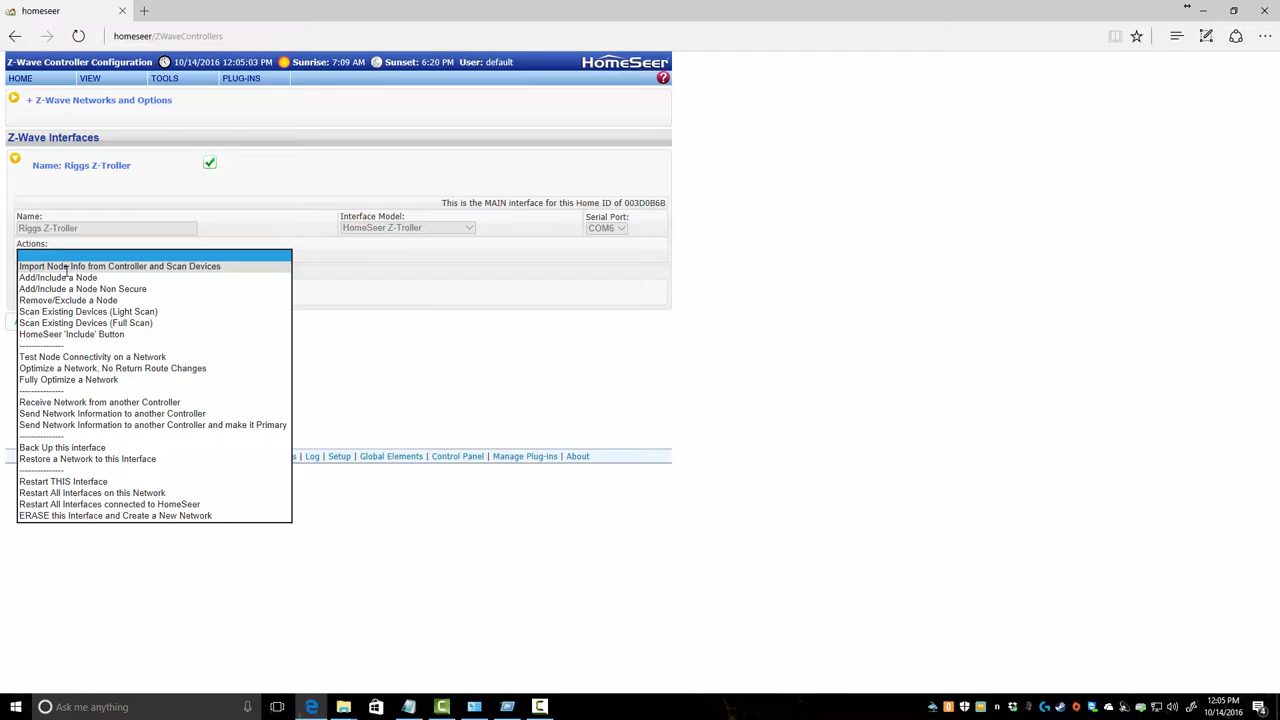 homeseer
homeseer/ZWaveControllers
Z-Wave Controller Configuration 10/14/2016 12:05:03 PM Sunrise: 7:09 AM Sunset: 6:20 PM User: default HomeSeer
HOME VIEW TOOLS PLUG-INS ?
+ Z-Wave Networks and Options
Z-Wave Interfaces
Name: Riggs Z-Troller
This is the MAIN interface for this Home ID of 003D0B6B
Name: Interface Model: Serial Port:
Riggs Z-Troller HomeSeer Z-Troller COM6
Actions:
Import Node Info from Controller and Scan Devices
Add/Include a Node
Add/Include a Node Non Secure
Remove/Exclude a Node
Scan Existing Devices (Light Scan)
Scan Existing Devices (Full Scan)
HomeSeer 'Include' Button
---------------
Test Node Connectivity on a Network
Optimize a Network, No Return Route Changes
Fully Optimize a Network
---------------
Receive Network from another Controller
Send Network Information to another Controller
Send Network Information to another Controller and make it Primary
---------------
Back Up this interface
Restore a Network to this Interface
---------------
Restart THIS Interface
Restart All Interfaces on this Network
Restart All Interfaces connected to HomeSeer
ERASE this Interface and Create a New Network
| Log | Setup | Global Elements | Control Panel | Manage Plug-ins | About
Ask me anything
12:05 PM
10/14/2016